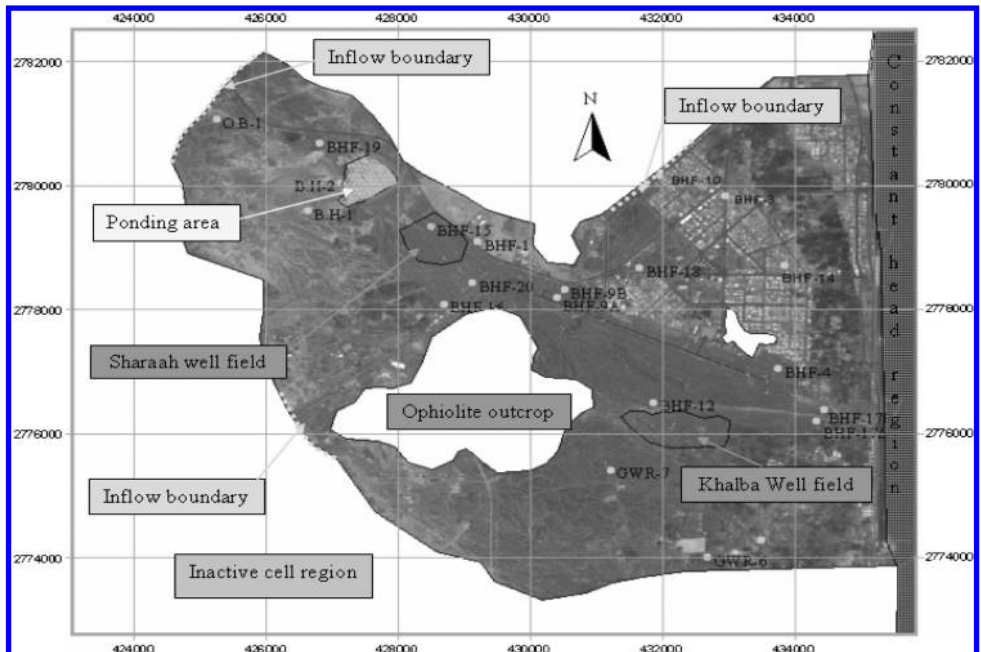 424000 426000 428000 430000 432000 434000
2782000
2782000
Inflow boundary
Constant head region
N
Inflow boundary
O.B-1
BHF-19
2780000
2780000
B.H-2
BHF-10
BHF-3
Ponding area
B.H-1
BHF-15
BHF-1
BHF-18
BHF-14
BHF-20
BHF-9B
BHF-9A
BHF-16
2778000
2778000
Sharaah well field
BHF-4
Ophiolite outcrop
BHF-12
BHF-17
2776000
2776000
GWR-7
Khalba Well field
Inflow boundary
2774000
2774000
Inactive cell region
GWR-6
424000 426000 428000 430000 432000 434000